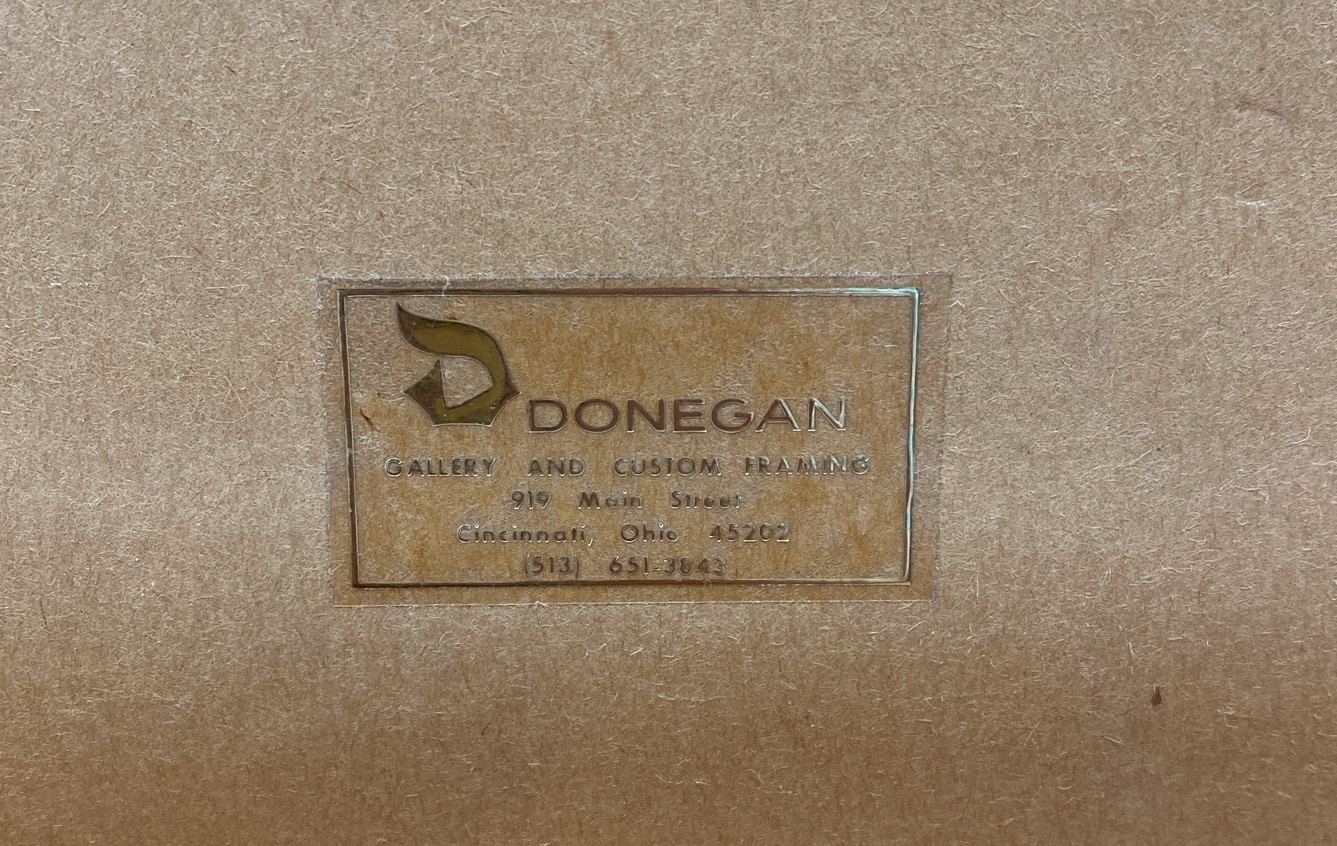 DONEGAN
GALLERY AND CUSTOM FRAMING
919 Main Street
Cincinnati, Ohio 45202
(513) 651-3843